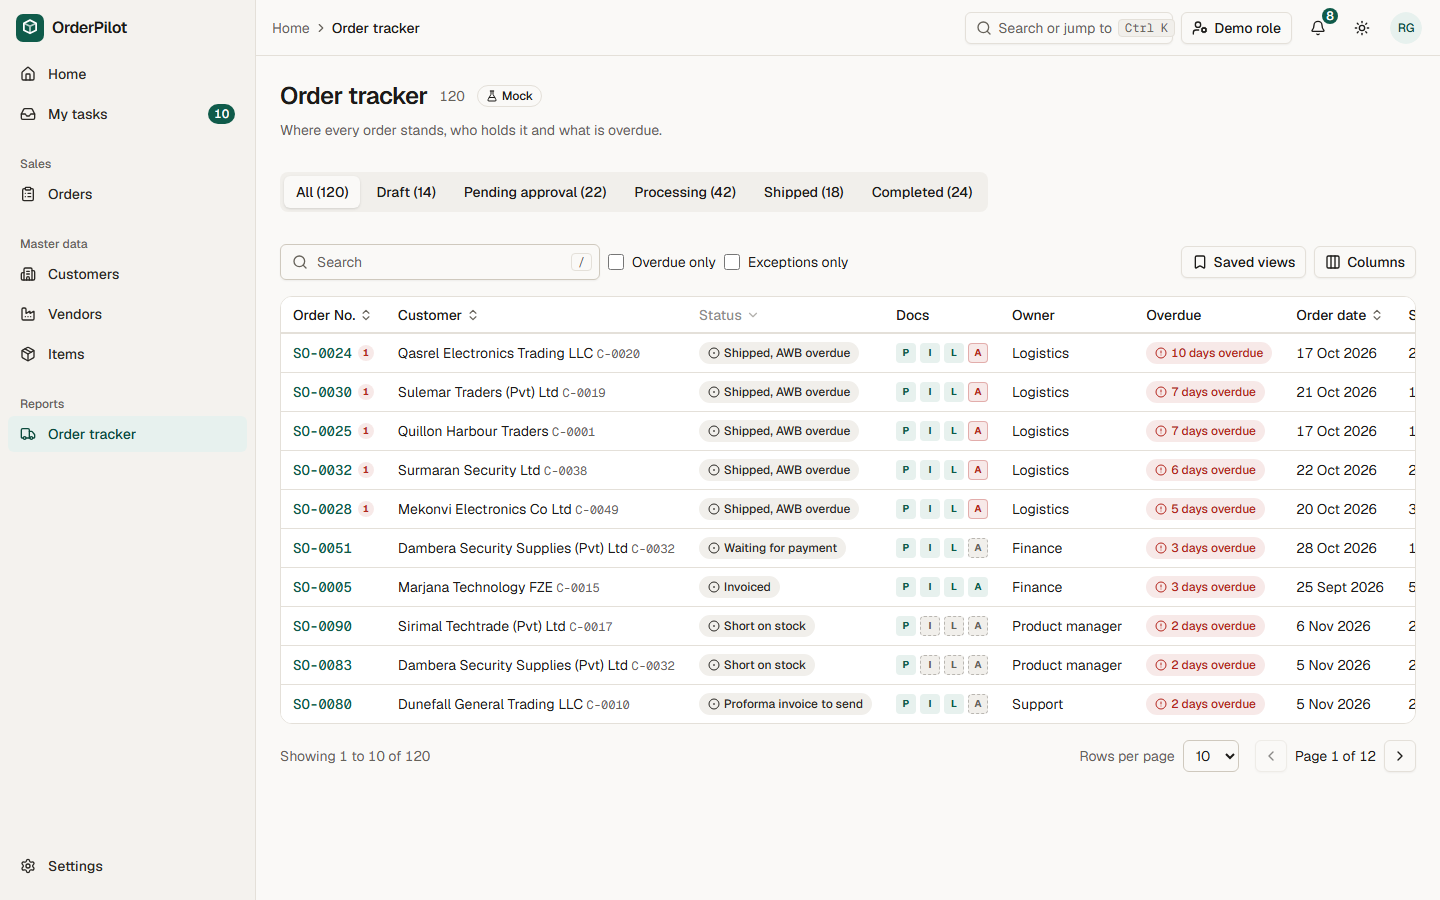 OrderPilot
Home
My tasks 10
Sales
Orders
Master data
Customers
Vendors
Items
Reports
Order tracker
Settings
Home > Order tracker
Search or jump to Ctrl K
Demo role
8
RG
Order tracker 120 Mock
Where every order stands, who holds it and what is overdue.
All (120) Draft (14) Pending approval (22) Processing (42) Shipped (18) Completed (24)
Search / Overdue only Exceptions only Saved views Columns
Order No. Customer Status Docs Owner Overdue Order date S
SO-0024 1 Qasrel Electronics Trading LLC C-0020 Shipped, AWB overdue P I L A Logistics 10 days overdue 17 Oct 2026 2
SO-0030 1 Sulemar Traders (Pvt) Ltd C-0019 Shipped, AWB overdue P I L A Logistics 7 days overdue 21 Oct 2026 1
SO-0025 1 Quillon Harbour Traders C-0001 Shipped, AWB overdue P I L A Logistics 7 days overdue 17 Oct 2026 1
SO-0032 1 Surmaran Security Ltd C-0038 Shipped, AWB overdue P I L A Logistics 6 days overdue 22 Oct 2026 2
SO-0028 1 Mekonvi Electronics Co Ltd C-0049 Shipped, AWB overdue P I L A Logistics 5 days overdue 20 Oct 2026 3
SO-0051 Dambera Security Supplies (Pvt) Ltd C-0032 Waiting for payment P I L A Finance 3 days overdue 28 Oct 2026 1
SO-0005 Marjana Technology FZE C-0015 Invoiced P I L A Finance 3 days overdue 25 Sept 2026 5
SO-0090 Sirimal Techtrade (Pvt) Ltd C-0017 Short on stock P I L A Product manager 2 days overdue 6 Nov 2026 2
SO-0083 Dambera Security Supplies (Pvt) Ltd C-0032 Short on stock P I L A Product manager 2 days overdue 5 Nov 2026 2
SO-0080 Dunefall General Trading LLC C-0010 Proforma invoice to send P I L A Support 2 days overdue 5 Nov 2026 2
Showing 1 to 10 of 120
Rows per page 10 Page 1 of 12